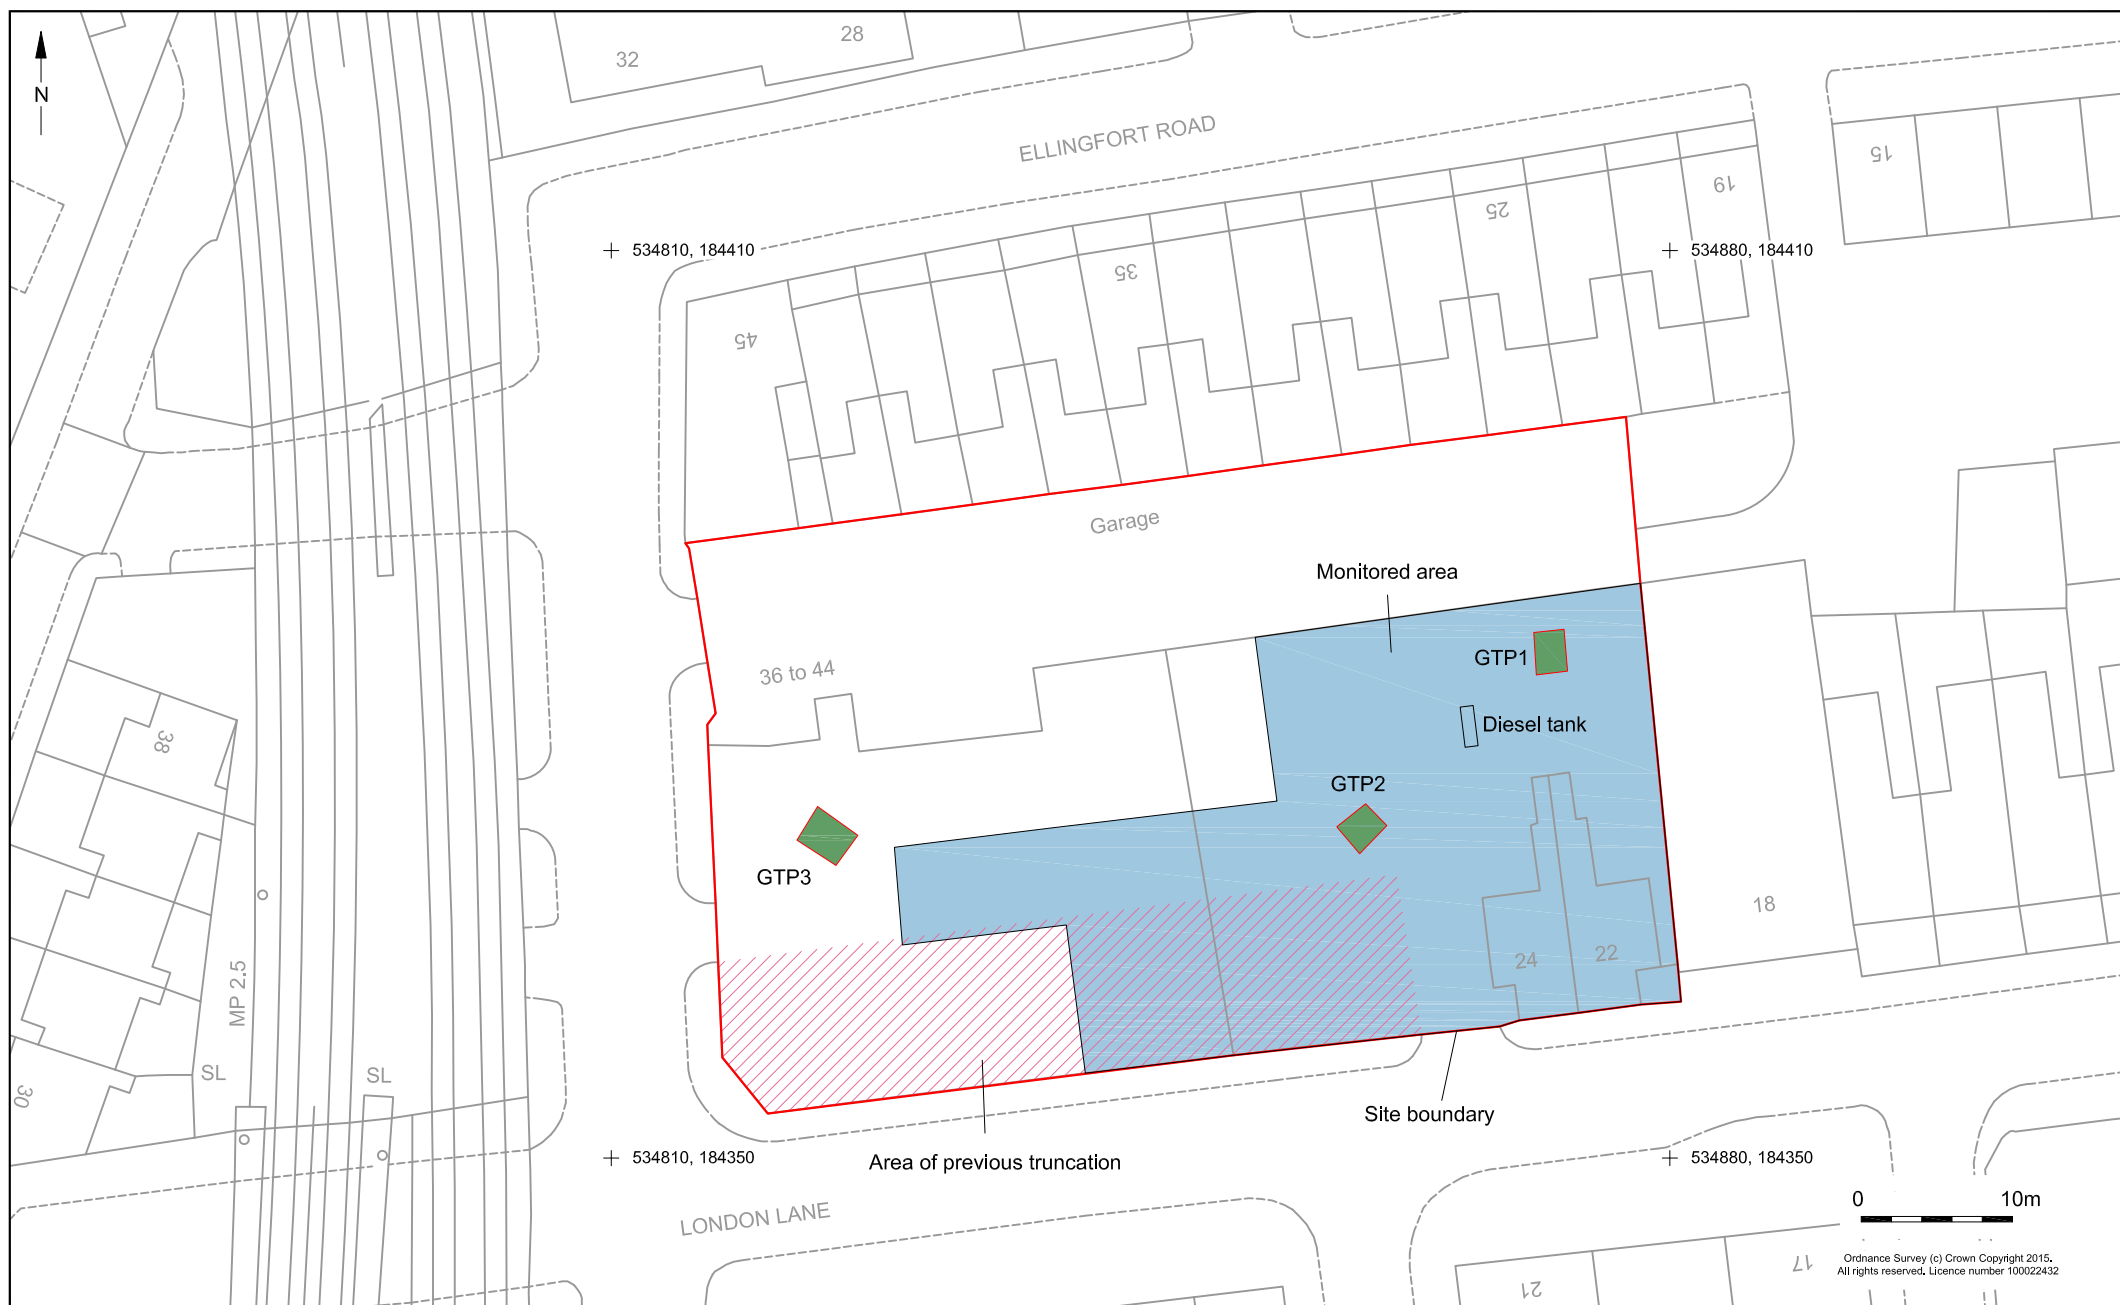 32
28
N
ELLINGFORT ROAD
15
19
25
534810, 184410
534880, 184410
35
45
Garage
Monitored area
GTP1
36 to 44
Diesel tank
38
GTP2
GTP3
18
24
22
MP 2.5
SL
SL
30
Site boundary
534810, 184350
Area of previous truncation
534880, 184350
LONDON LANE
0 10m
Ordnance Survey (c) Crown Copyright 2015.
All rights reserved. Licence number 100022432
17
21